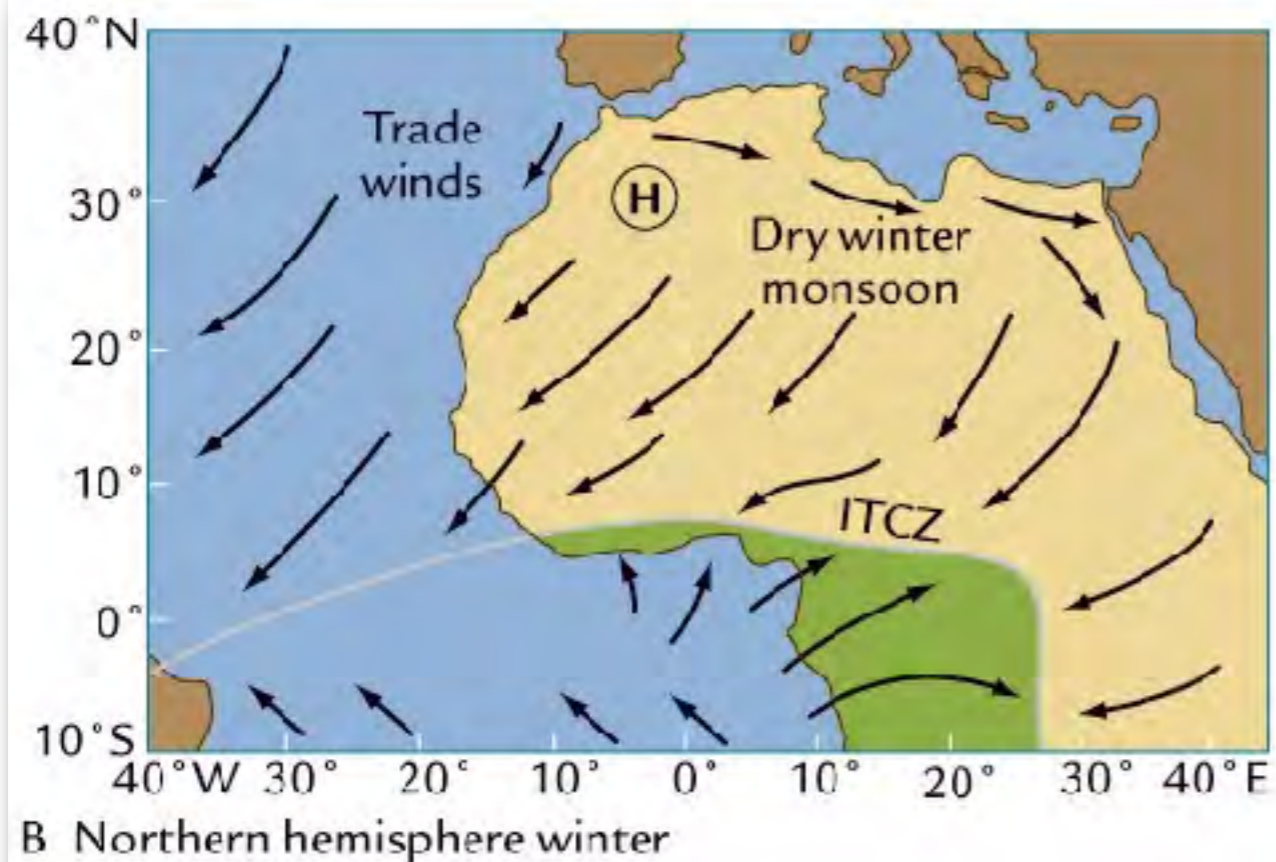 40°N
Trade
winds
30°
H
Dry winter
monsoon
20°
10°
ITCZ
0°
10°S
40°W 30° 20° 10° 0° 10° 20° 30° 40°E
B Northern hemisphere winter